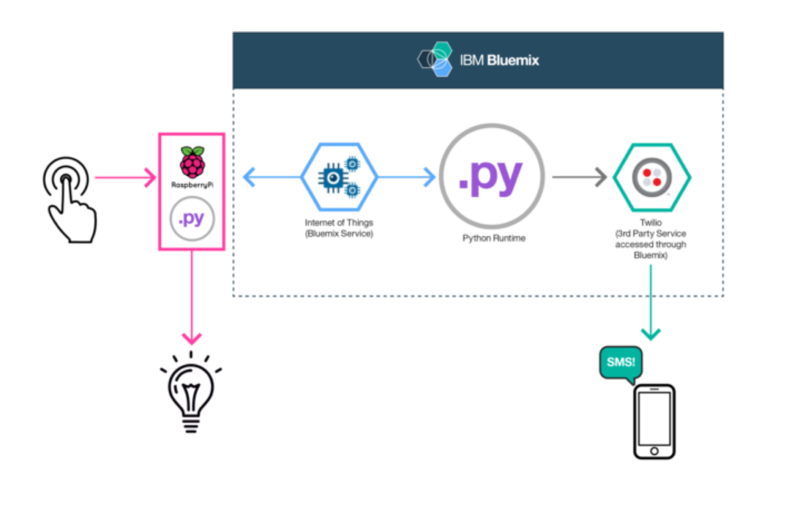 IBM Bluemix
RaspberryPi
.py
.py
Internet of Things
(Bluemix Service)
Python Runtime
Twilio
(3rd Party Service
accessed through
Bluemix)
SMS!